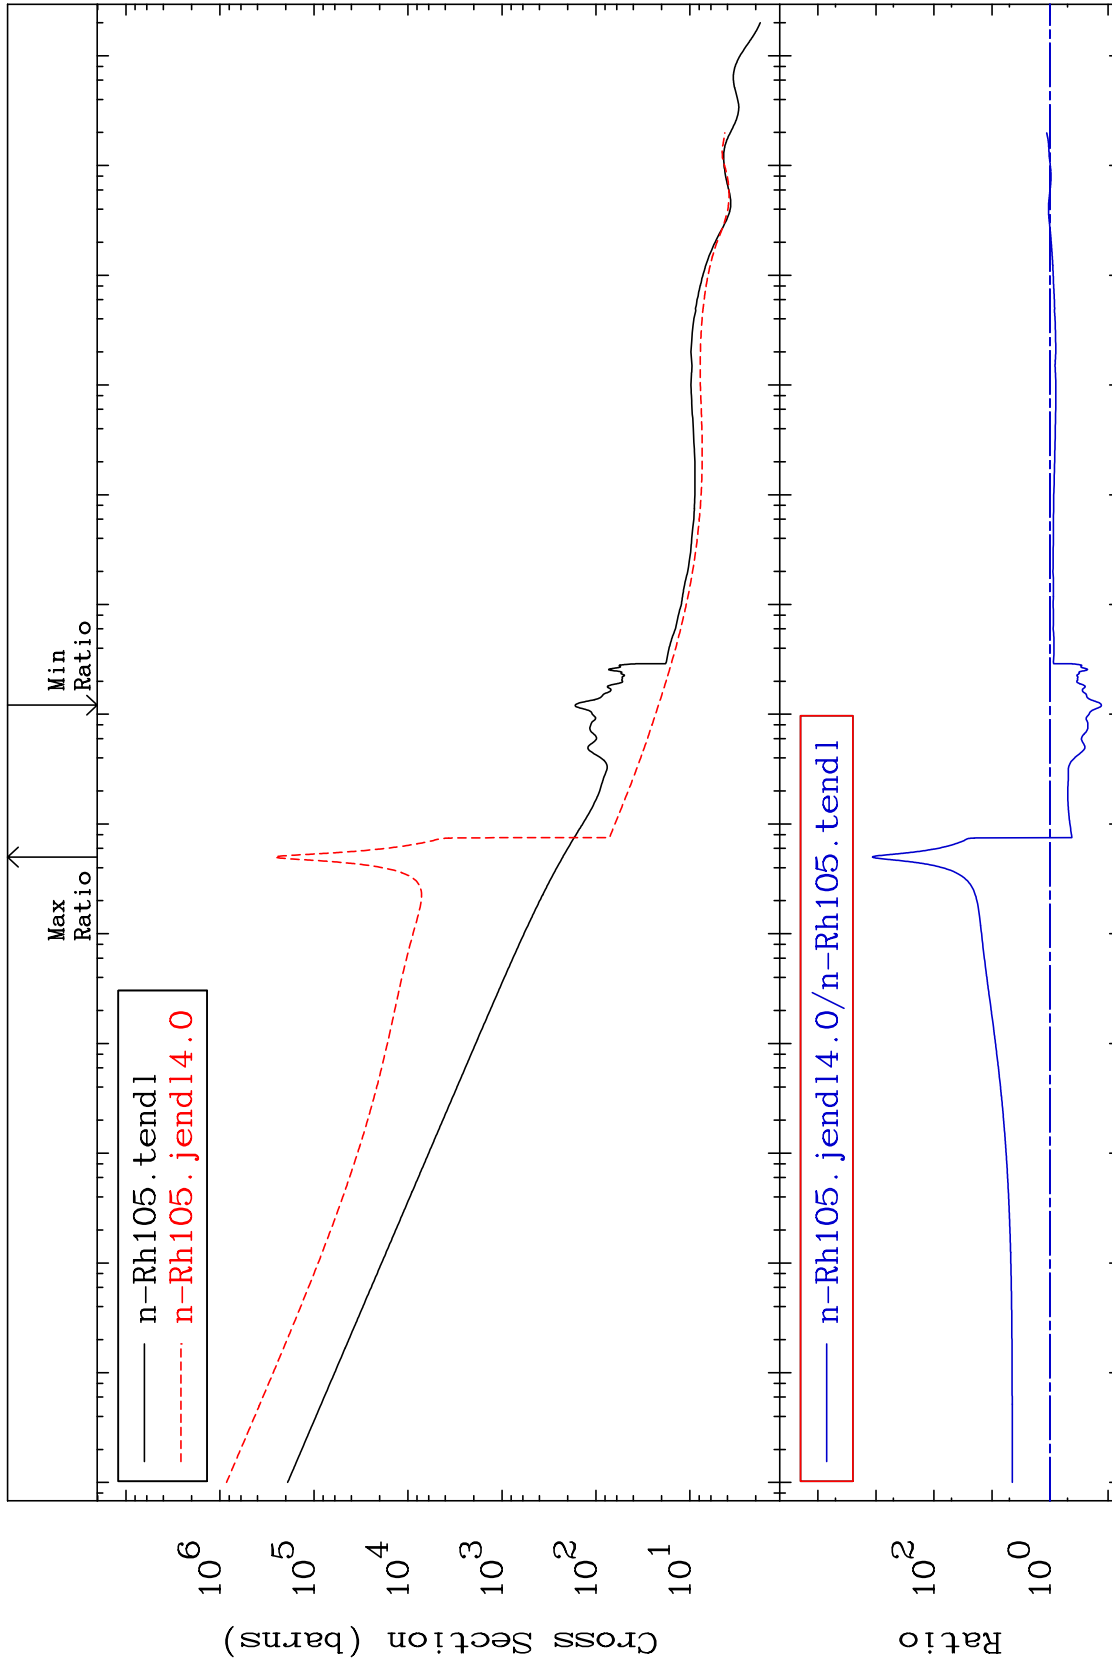 Max
Ratio
Min
Ratio
n-Rh105.tendl
n-Rh105.jendl4.0
10^6
10^5
10^4
10^3
10^2
10^1
Cross Section (barns)
n-Rh105.jendl4.0/n-Rh105.tendl
10^2
10^0
Ratio